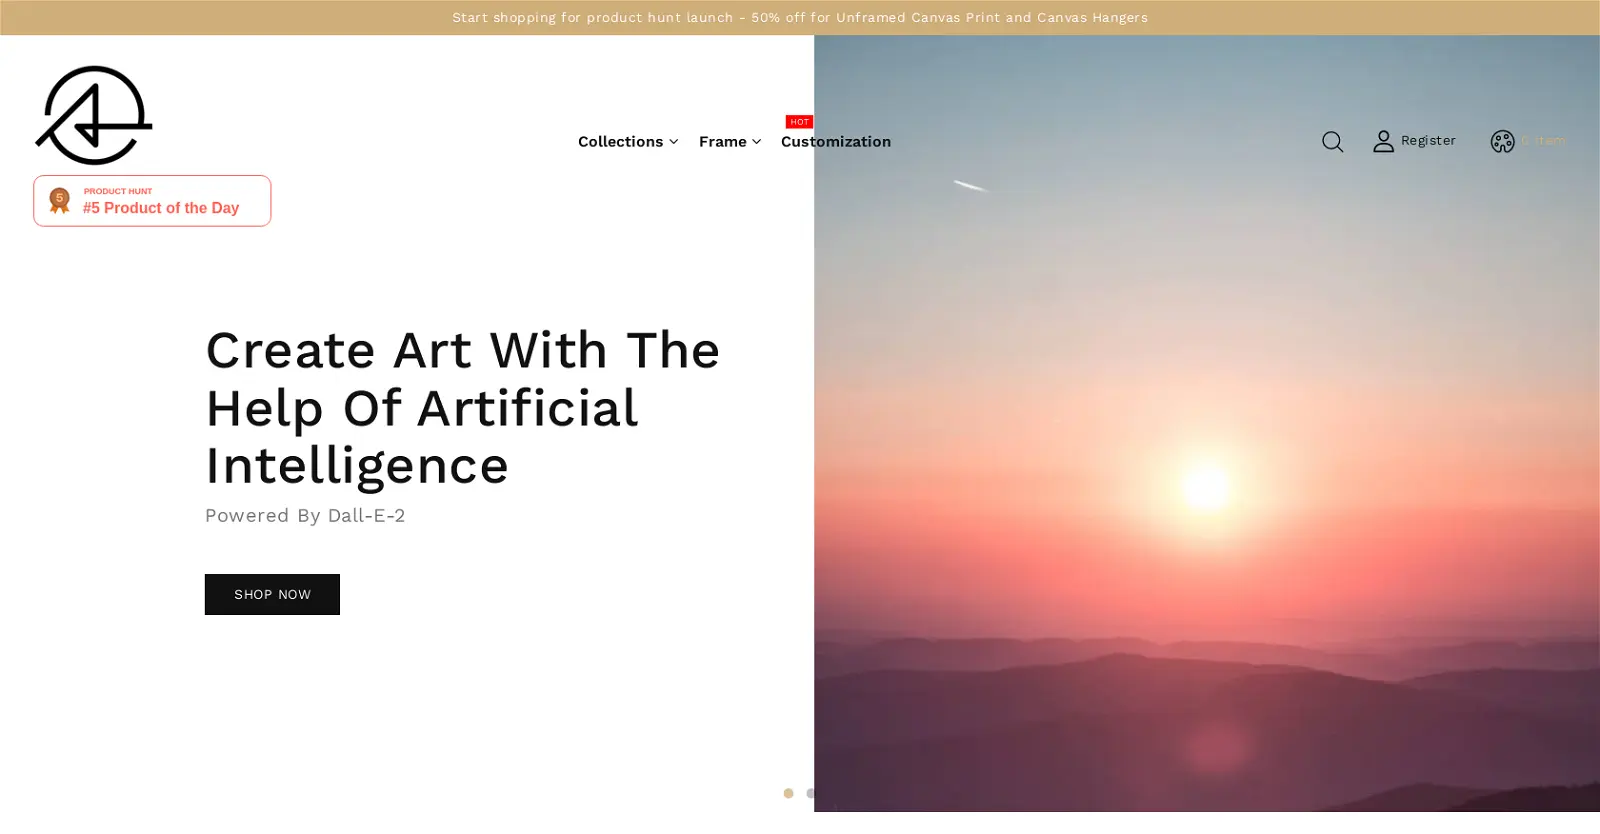 Start shopping for product hunt launch - 50% off for Unframed Canvas Print and Canvas Hangers
HOT
Collections Frame Customization
Register 0 item
5 PRODUCT HUNT
#5 Product of the Day
Create Art With The
Help Of Artificial
Intelligence
Powered By Dall-E-2
SHOP NOW